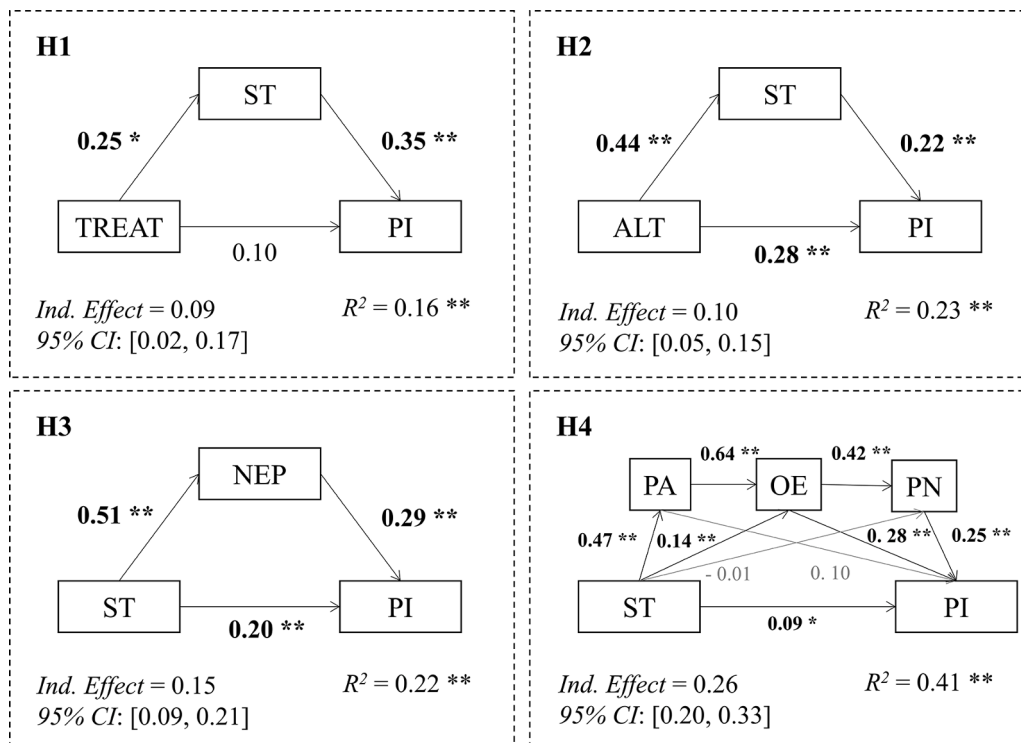 H1
ST
0.25 *
0.35 **
TREAT
PI
0.10
Ind. Effect = 0.09
R² = 0.16 **
95% CI: [0.02, 0.17]
H2
ST
0.44 **
0.22 **
ALT
PI
0.28 **
Ind. Effect = 0.10
R² = 0.23 **
95% CI: [0.05, 0.15]
H3
NEP
0.51 **
0.29 **
ST
PI
0.20 **
Ind. Effect = 0.15
R² = 0.22 **
95% CI: [0.09, 0.21]
H4
0.64 **
0.42 **
PA
OE
PN
0.47 **
0.14 **
0. 28 **
0.25 **
- 0.01
0. 10
ST
PI
0.09 *
Ind. Effect = 0.26
R² = 0.41 **
95% CI: [0.20, 0.33]